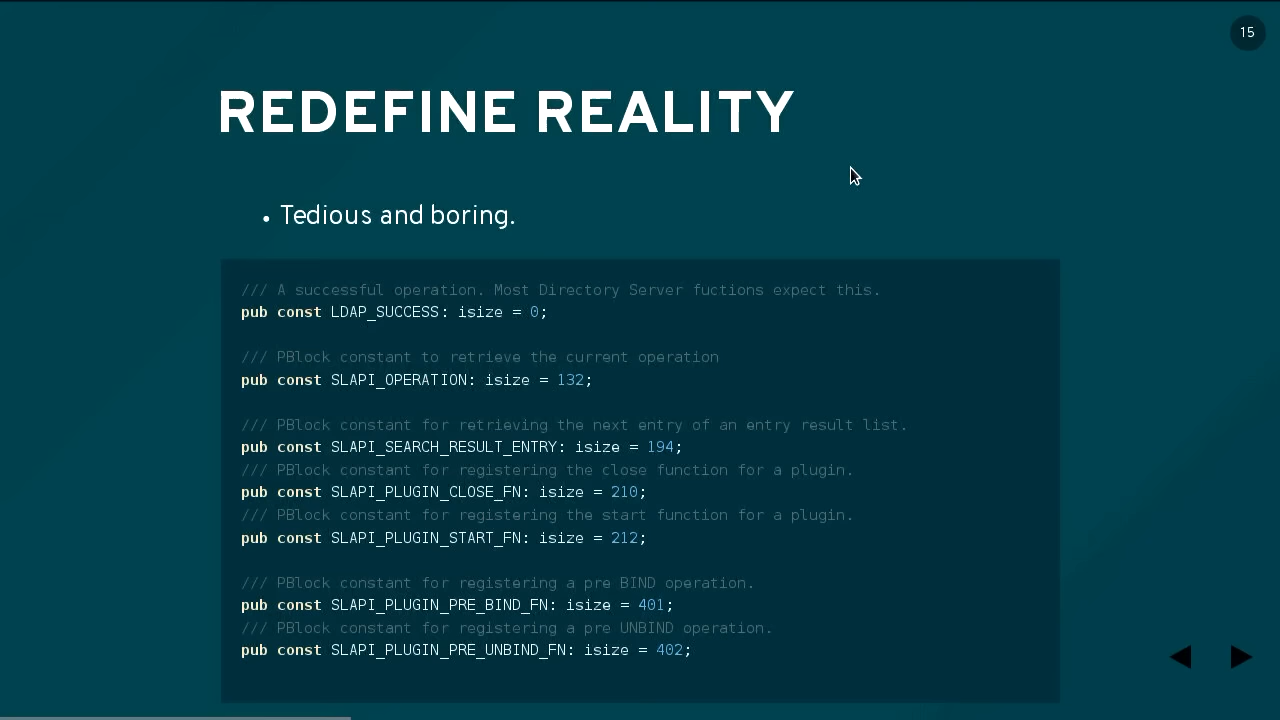 15
REDEFINE REALITY
• Tedious and boring.
/// A successful operation. Most Directory Server fuctions expect this.
pub const LDAP_SUCCESS: isize = 0;
/// PBlock constant to retrieve the current operation
pub const SLAPI_OPERATION: isize = 132;
/// PBlock constant for retrieving the next entry of an entry result list.
pub const SLAPI_SEARCH_RESULT_ENTRY: isize = 194;
/// PBlock constant for registering the close function for a plugin.
pub const SLAPI_PLUGIN_CLOSE_FN: isize = 210;
/// PBlock constant for registering the start function for a plugin.
pub const SLAPI_PLUGIN_START_FN: isize = 212;
/// PBlock constant for registering a pre BIND operation.
pub const SLAPI_PLUGIN_PRE_BIND_FN: isize = 401;
/// PBlock constant for registering a pre UNBIND operation.
pub const SLAPI_PLUGIN_PRE_UNBIND_FN: isize = 402;